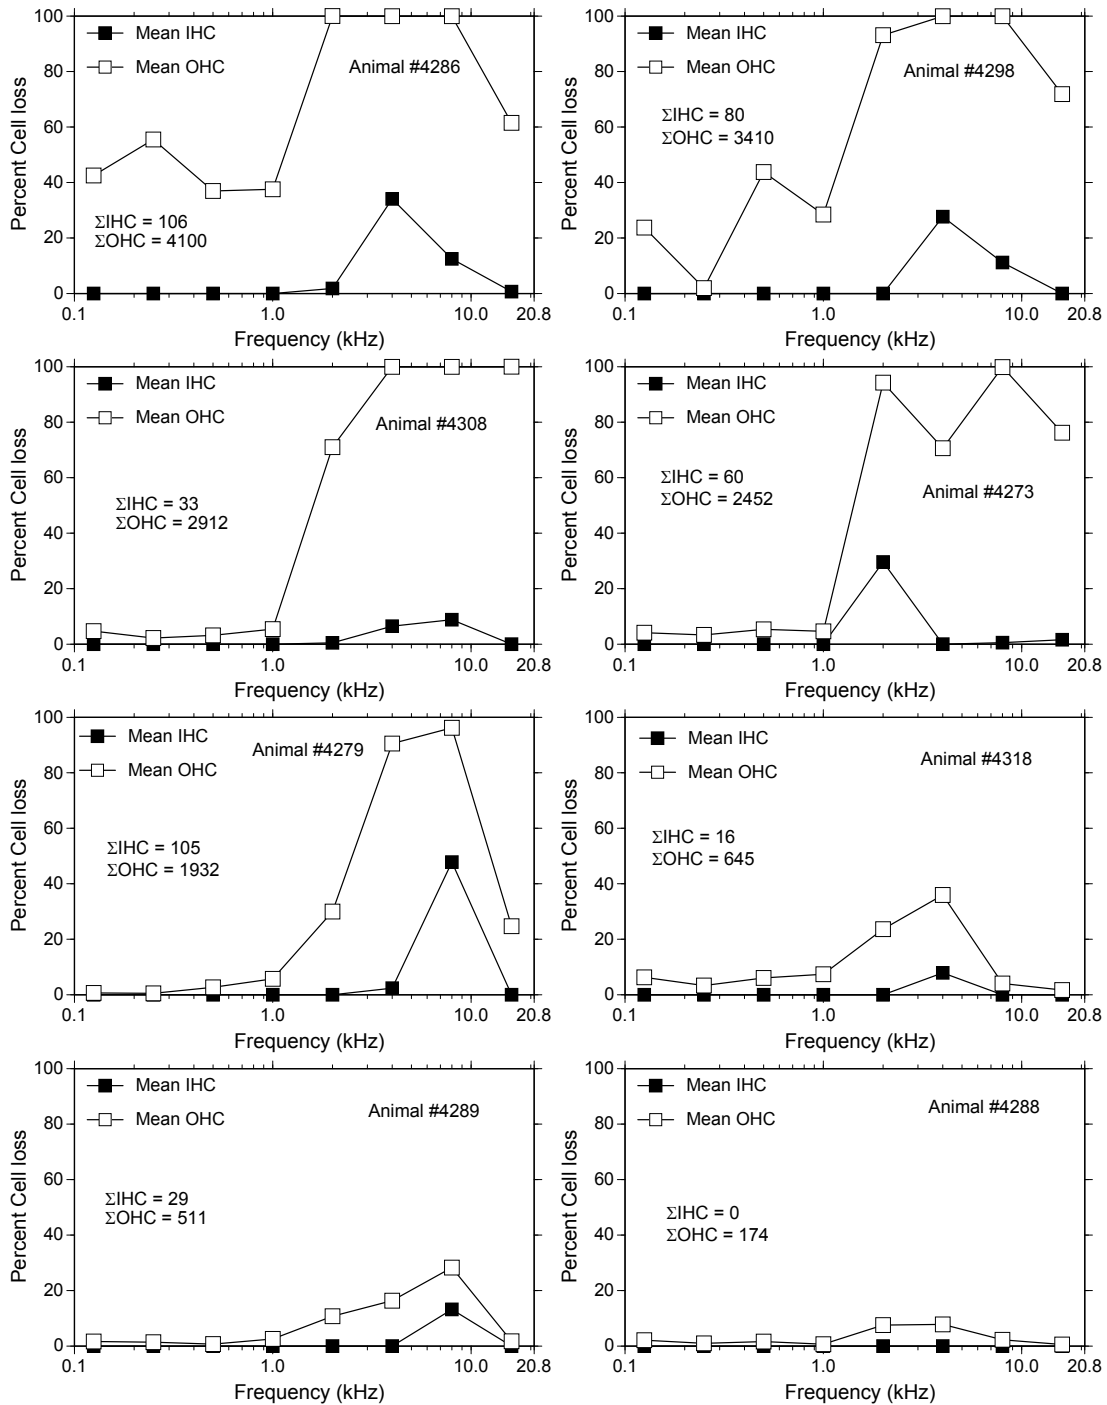 Percent Cell loss
100
80
60
40
20
0
Mean IHC
Mean OHC
Animal #4286
ΣIHC = 106
ΣOHC = 4100
0.1 1.0 10.0 20.8
Frequency (kHz)
Percent Cell loss
100
80
60
40
20
0
Mean IHC
Mean OHC
Animal #4298
ΣIHC = 80
ΣOHC = 3410
0.1 1.0 10.0 20.8
Frequency (kHz)
Percent Cell loss
100
80
60
40
20
0
Mean IHC
Mean OHC
Animal #4308
ΣIHC = 33
ΣOHC = 2912
0.1 1.0 10.0 20.8
Frequency (kHz)
Percent Cell loss
100
80
60
40
20
0
Mean IHC
Mean OHC
ΣIHC = 60
Animal #4273
ΣOHC = 2452
0.1 1.0 10.0 20.8
Frequency (kHz)
Percent Cell loss
100
80
60
40
20
0
Mean IHC
Animal #4279
Mean OHC
ΣIHC = 105
ΣOHC = 1932
0.1 1.0 10.0 20.8
Frequency (kHz)
Percent Cell loss
100
80
60
40
20
0
Mean IHC
Animal #4318
Mean OHC
ΣIHC = 16
ΣOHC = 645
0.1 1.0 10.0 20.8
Frequency (kHz)
Percent Cell loss
100
80
60
40
20
0
Mean IHC
Animal #4289
Mean OHC
ΣIHC = 29
ΣOHC = 511
0.1 1.0 10.0 20.8
Frequency (kHz)
Percent Cell loss
100
80
60
40
20
0
Mean IHC
Animal #4288
Mean OHC
ΣIHC = 0
ΣOHC = 174
0.1 1.0 10.0 20.8
Frequency (kHz)